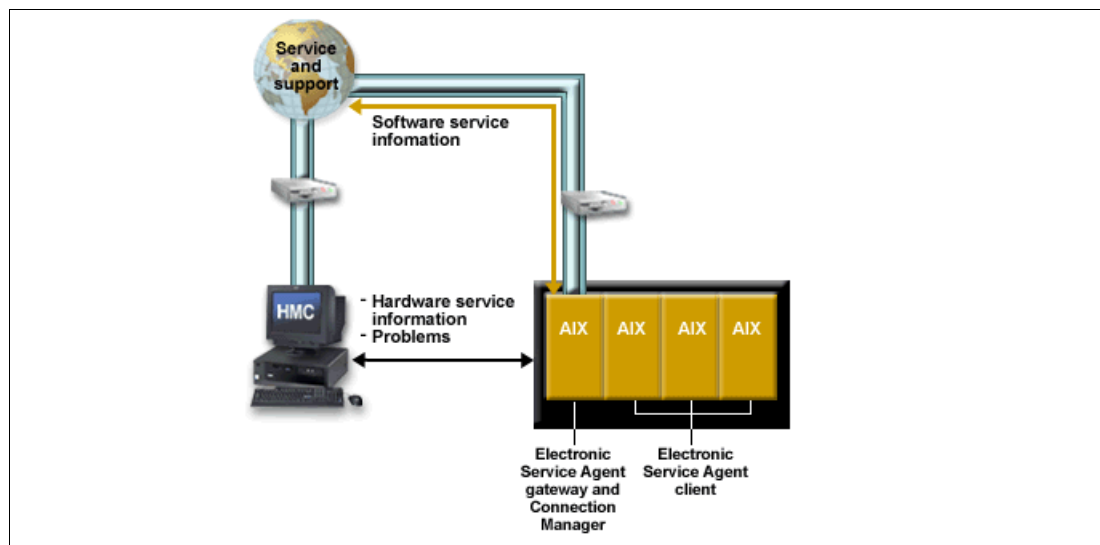 Service
and
support
Software service
infomation
HMC
- Hardware service
information
- Problems
AIX
AIX
AIX
AIX
Electronic
Service Agent
gateway and
Connection
Manager
Electronic
Service Agent
client